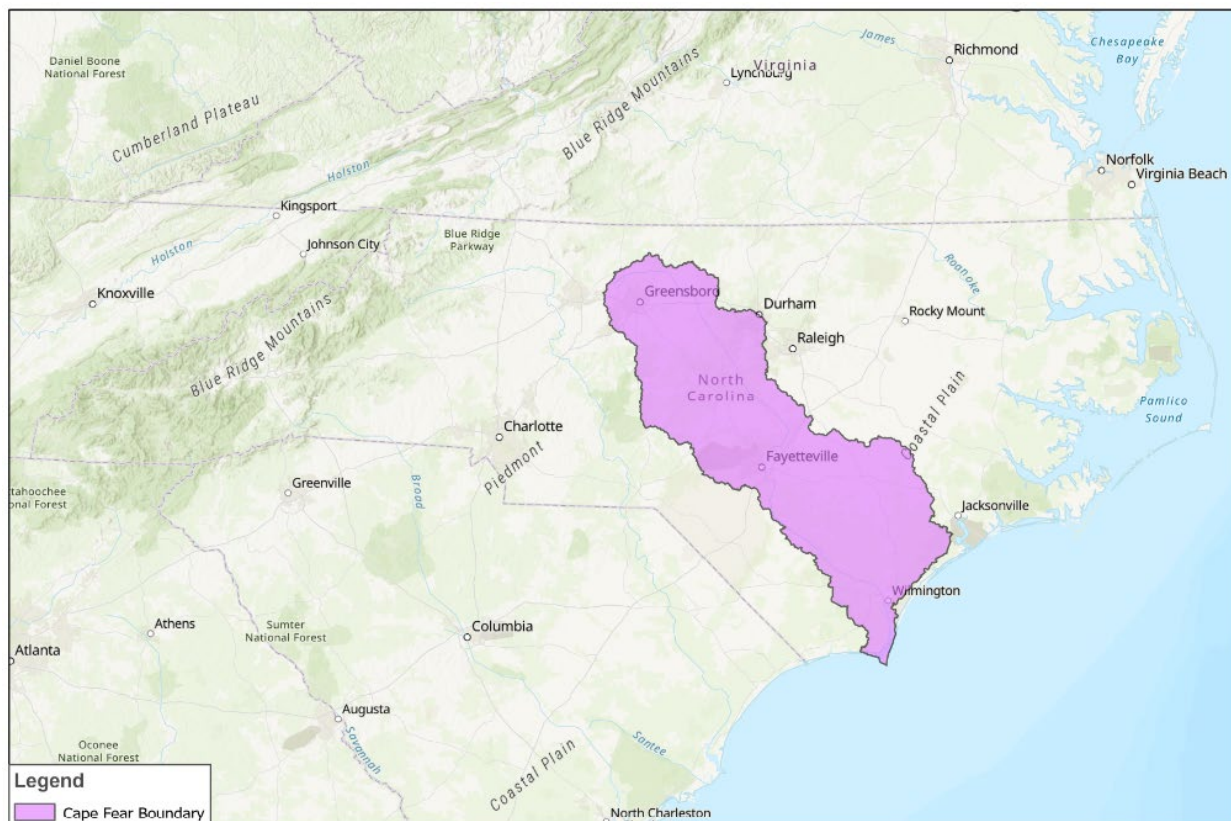 Daniel Boone
National Forest
Cumberland Plateau
Blue Ridge Mountains
James
Richmond
Chesapeake
Bay
Lynchburg
Virginia
Norfolk
Virginia Beach
Holston
Kingsport
Johnson City
Blue Ridge
Parkway
Holston
Knoxville
Blue Ridge Mountains
Greensboro
Durham
Raleigh
Roanoke
Rocky Mount
North
Carolina
Coastal Plain
Pamlico
Sound
Charlotte
Piedmont
Fayetteville
ttahoochee
onal Forest
Greenville
Broad
Jacksonville
Wilmington
Athens
Sumter
National Forest
Columbia
Atlanta
Augusta
Savannah
Santee
Oconee
National Forest
Coastal Plain
North Charleston
Legend
Cape Fear Boundary